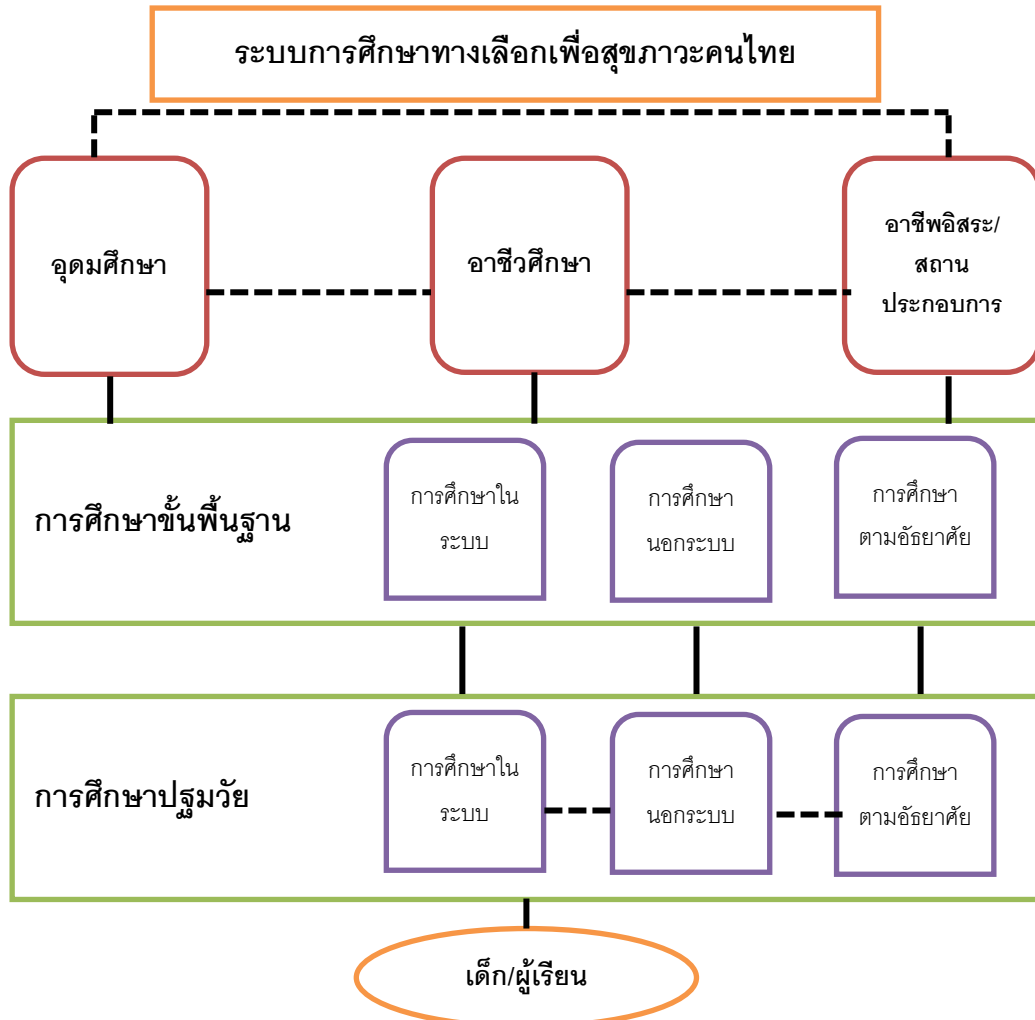 ระบบการศึกษาทางเลือกเพื่อสุขภาวะคนไทย
อุดมศึกษา
อาชีวศึกษา
อาชีพอิสระ/
สถาน
ประกอบการ
การศึกษาขั้นพื้นฐาน
การศึกษาใน
ระบบ
การศึกษา
นอกระบบ
การศึกษา
ตามอัธยาศัย
การศึกษาปฐมวัย
การศึกษาใน
ระบบ
การศึกษา
นอกระบบ
การศึกษา
ตามอัธยาศัย
เด็ก/ผู้เรียน